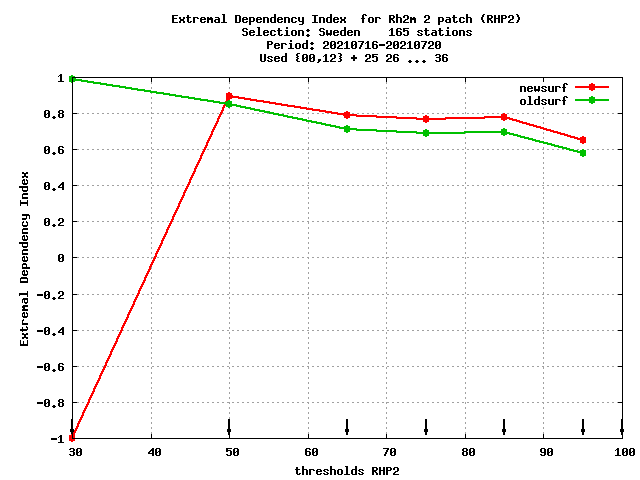 Extremal Dependency Index  for Rh2m 2 patch (RHP2)
Selection: Sweden    165 stations
Period: 20210716-20210720
Used {00,12} + 25 26 ... 36
newsurf
oldsurf
Extremal Dependency Index
1
0.8
0.6
0.4
0.2
0
-0.2
-0.4
-0.6
-0.8
-1
30 40 50 60 70 80 90 100
thresholds RHP2